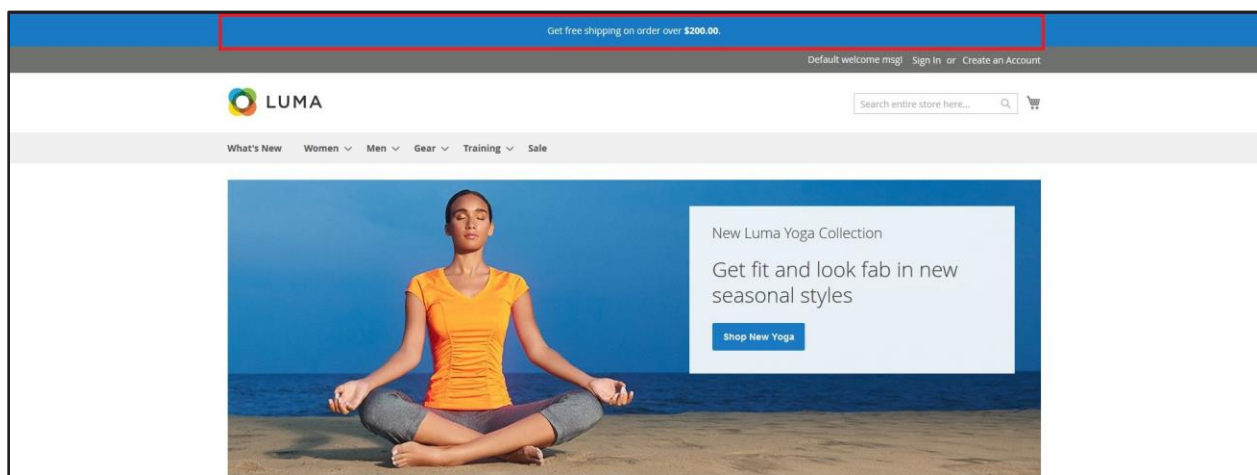 Get free shipping on order over $200.00.
Default welcome msg! Sign In or Create an Account
LUMA
Search entire store here...
What's New Women Men Gear Training Sale
New Luma Yoga Collection
Get fit and look fab in new
seasonal styles
Shop New Yoga